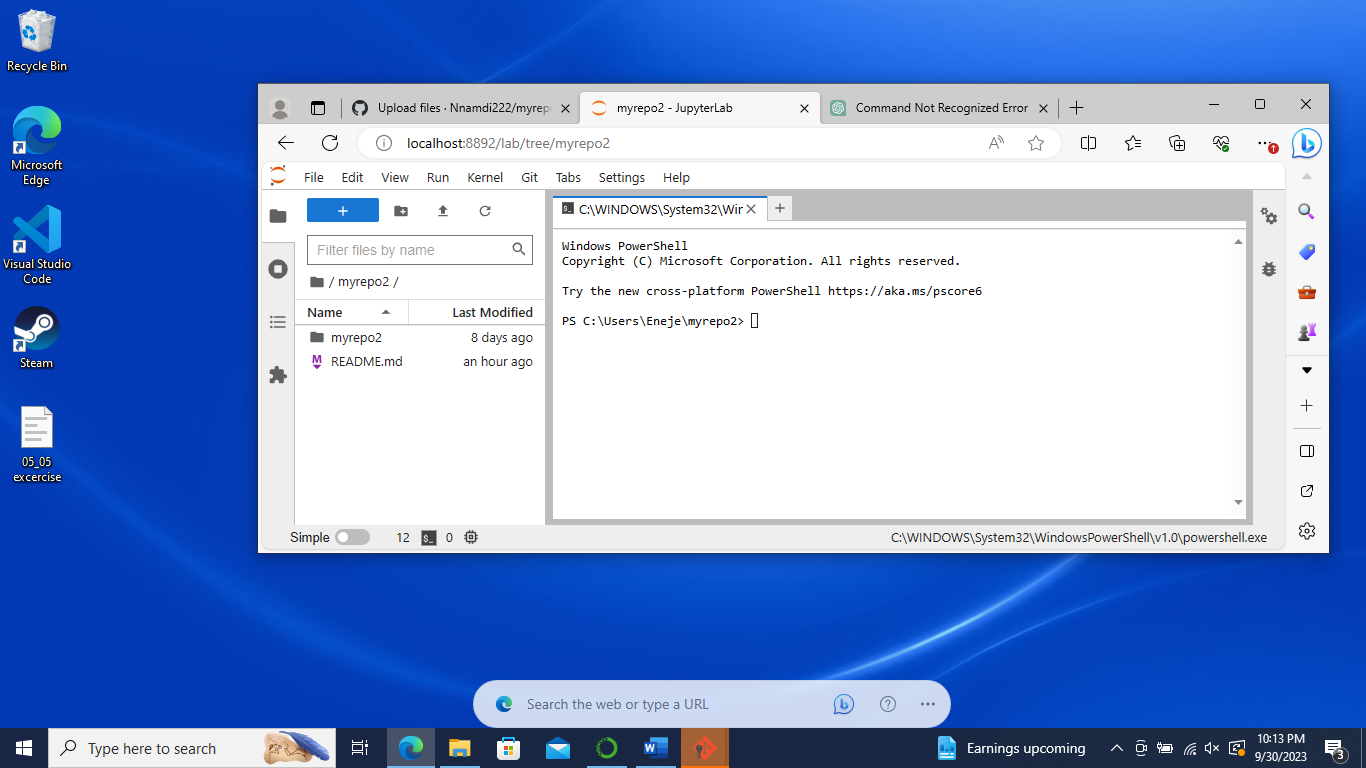 Recycle Bin
Microsoft
Edge
Visual Studio
Code
Steam
05_05
excercise
Upload files · Nnamdi222/myrepo
myrepo2 - JupyterLab
Command Not Recognized Error
localhost:8892/lab/tree/myrepo2
File Edit View Run Kernel Git Tabs Settings Help
C:\WINDOWS\System32\Win
Filter files by name
/ myrepo2 /
Name Last Modified
myrepo2 8 days ago
README.md an hour ago
Windows PowerShell
Copyright (C) Microsoft Corporation. All rights reserved.
Try the new cross-platform PowerShell https://aka.ms/pscore6
PS C:\Users\Eneje\myrepo2>
Simple 12 $_ 0 C:\WINDOWS\System32\WindowsPowerShell\v1.0\powershell.exe
Search the web or type a URL
Type here to search
Earnings upcoming
10:13 PM
9/30/2023
3